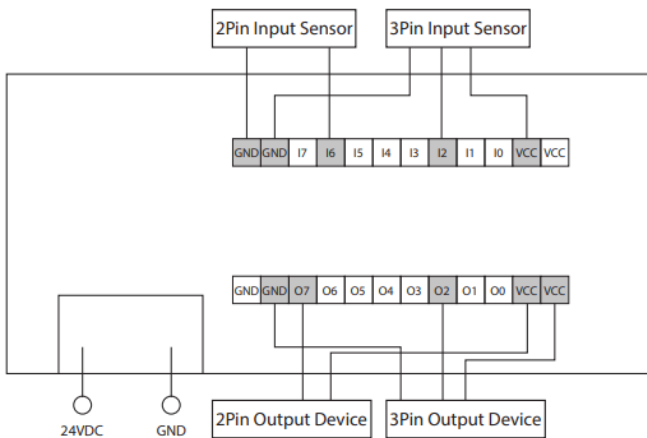 2Pin Input Sensor 3Pin Input Sensor
GND GND I7 I6 I5 I4 I3 I2 I1 I0 VCC VCC
GND GND O7 O6 O5 O4 O3 O2 O1 O0 VCC VCC
24VDC GND 2Pin Output Device 3Pin Output Device